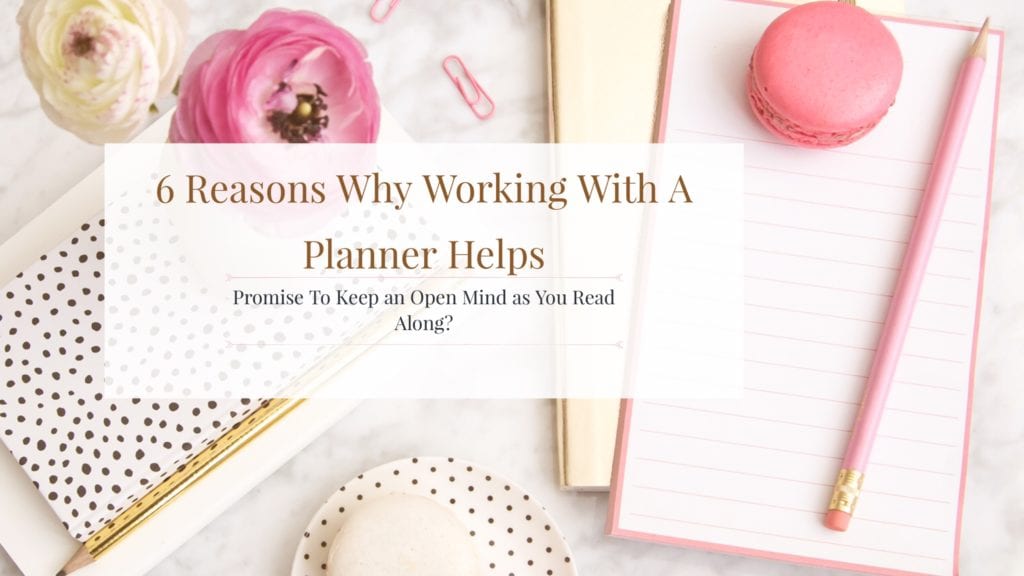 6 Reasons Why Working With A
Planner Helps
Promise To Keep an Open Mind as You Read
Along?